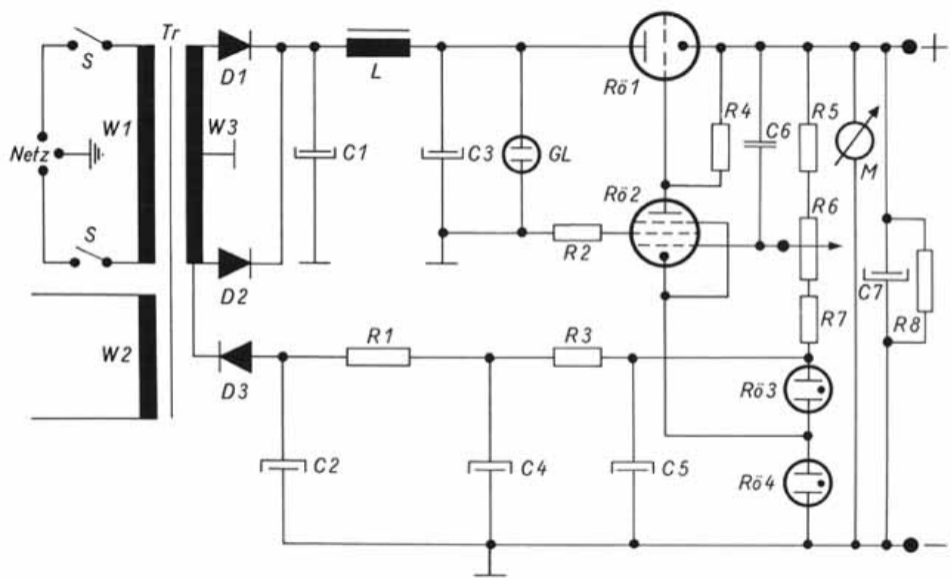 Tr
S
D1
L
Rö1
+
W1
W3
Netz
C1
C3
GL
R4
C6
R5
M
Rö2
R6
S
R2
D2
C7
R8
R7
W2
R1
R3
D3
Rö3
C2
C4
C5
Rö4
−